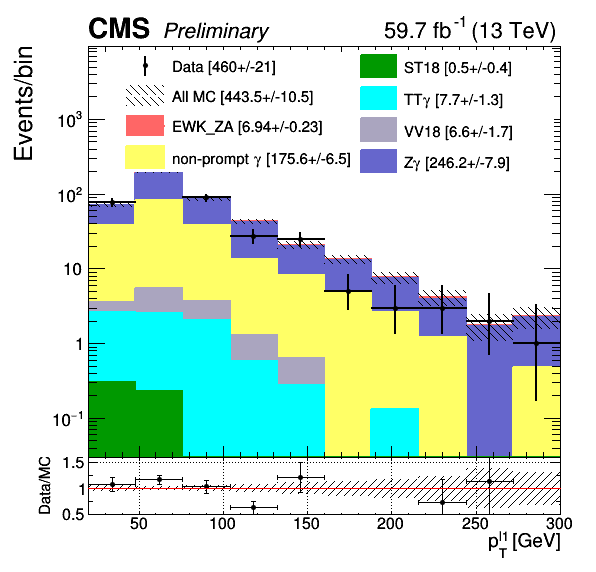 CMS Preliminary 59.7 fb⁻¹ (13 TeV)
Events/bin
Data [460+/-21]
All MC [443.5+/-10.5]
EWK_ZA [6.94+/-0.23]
non-prompt γ [175.6+/-6.5]
ST18 [0.5+/-0.4]
TTγ [7.7+/-1.3]
VV18 [6.6+/-1.7]
Zγ [246.2+/-7.9]
10³
10²
10
1
10⁻¹
Data/MC
1.5
1
0.5
50 100 150 200 250 300
p_T^l1 [GeV]